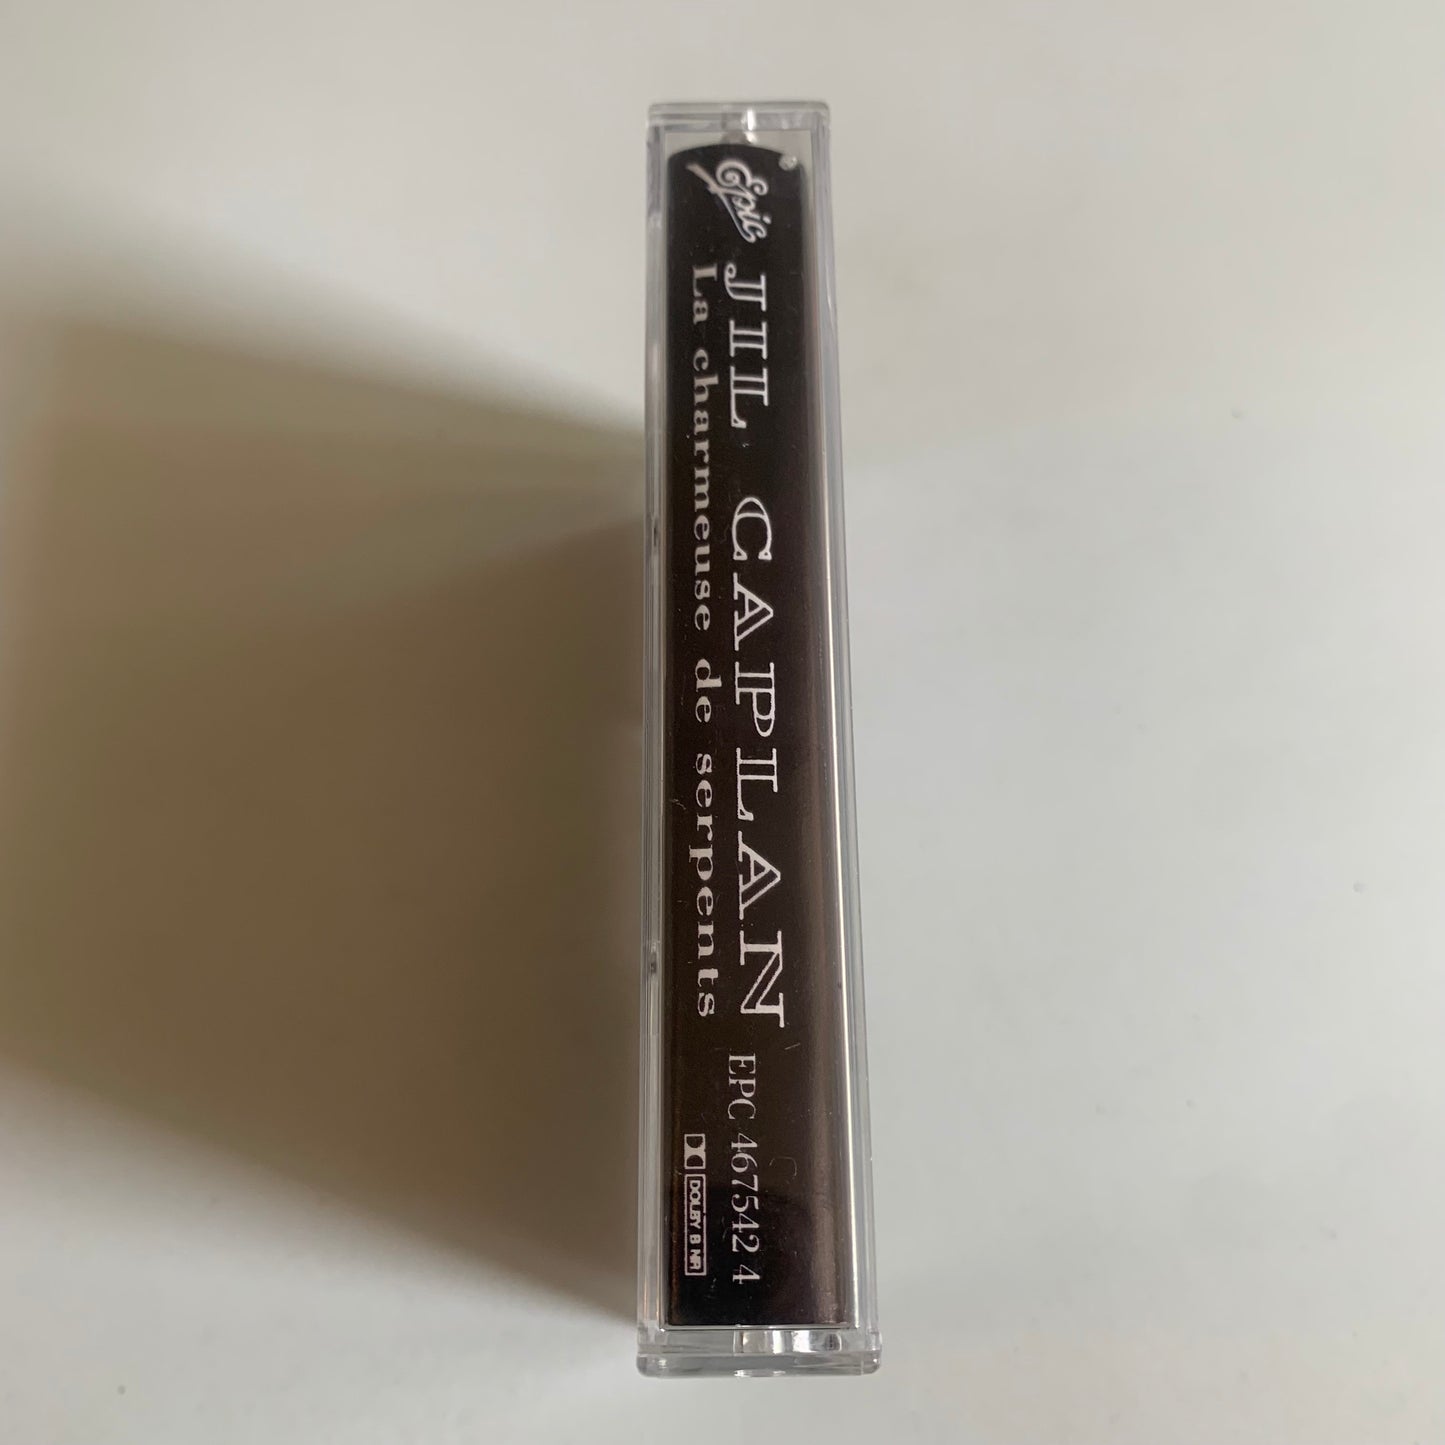 Epic®
JIL CAPLAN
La charmeuse de serpents
EPC 467542 4
DOLBY B NR